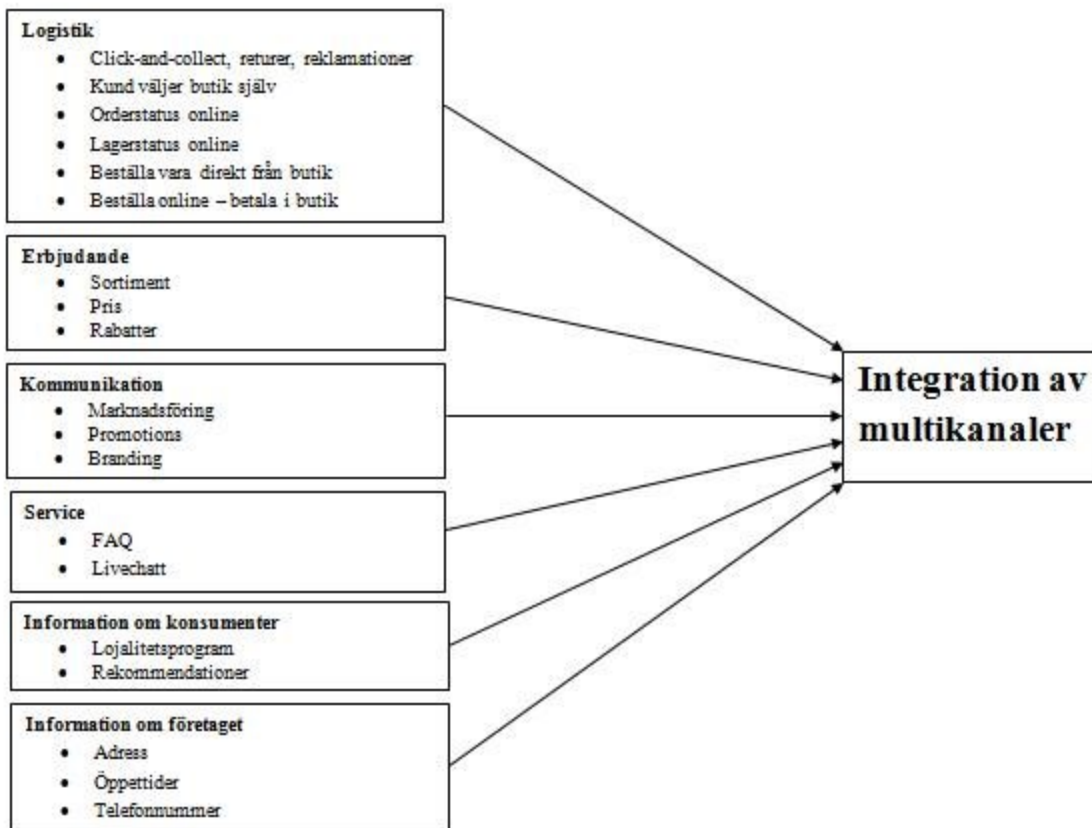 Logistik
• Click-and-collect, returer, reklamationer
• Kund väljer butik själv
• Orderstatus online
• Lagerstatus online
• Beställa vara direkt från butik
• Beställa online – betala i butik
Erbjudande
• Sortiment
• Pris
• Rabatter
Kommunikation
• Marknadsföring
• Promotions
• Branding
Service
• FAQ
• Livechatt
Information om konsumenter
• Lojalitetsprogram
• Rekommendationer
Information om företaget
• Adress
• Öppettider
• Telefonnummer
Integration av
multikanaler